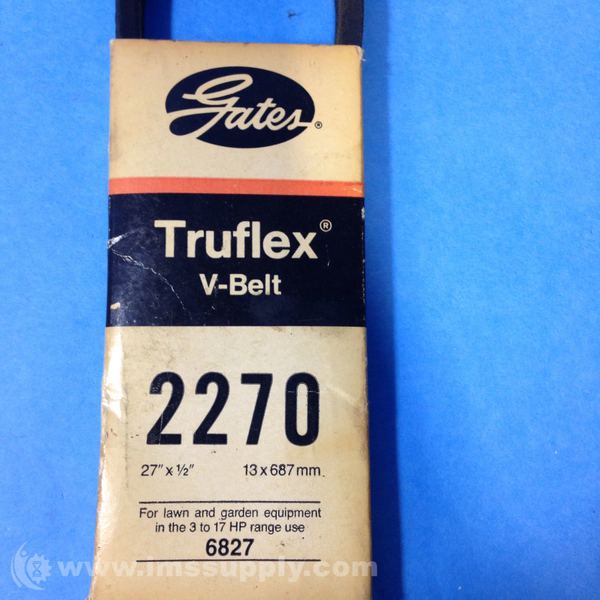 Gates®
Truflex®
V-Belt
2270
27" x ½" 13 x 687 mm
For lawn and garden equipment
in the 3 to 17 HP range use
6827
www.imssupply.com